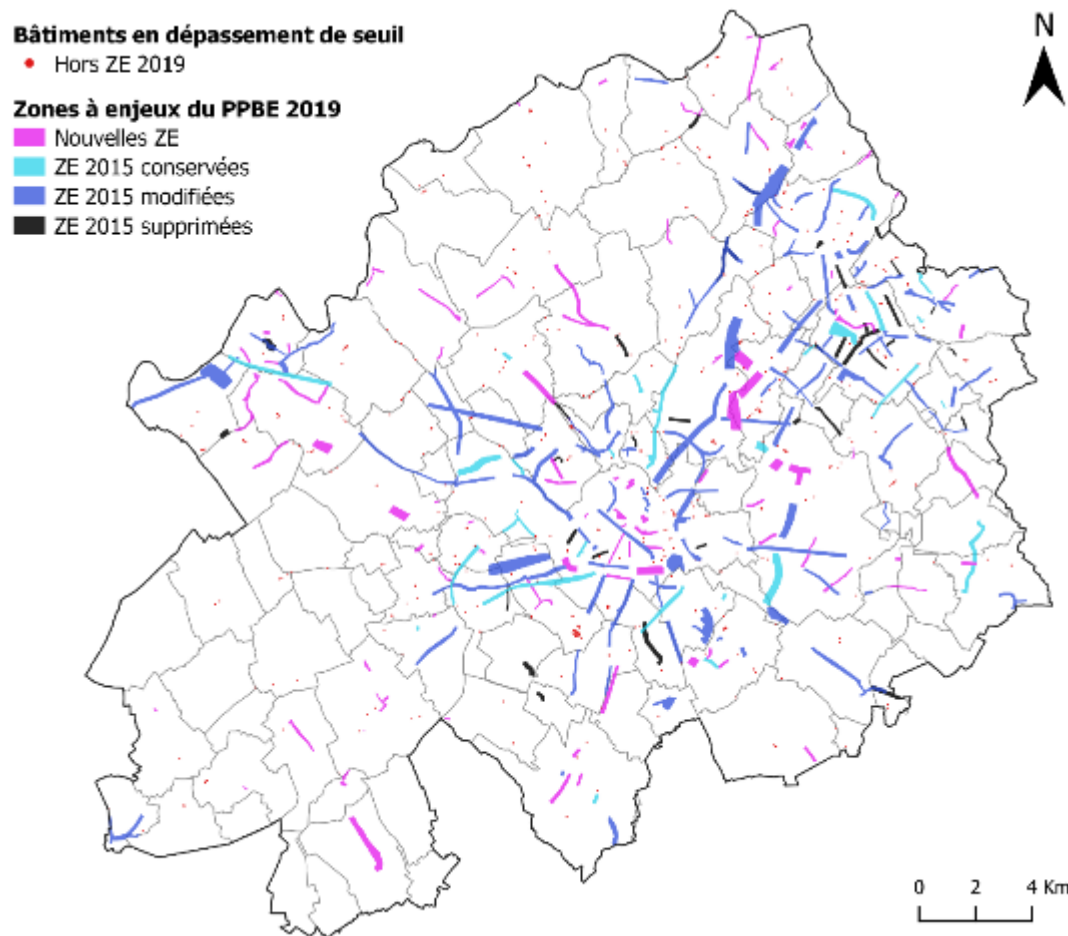 Bâtiments en dépassement de seuil
Hors ZE 2019
Zones à enjeux du PPBE 2019
Nouvelles ZE
ZE 2015 conservées
ZE 2015 modifiées
ZE 2015 supprimées
N
0 2 4 Km